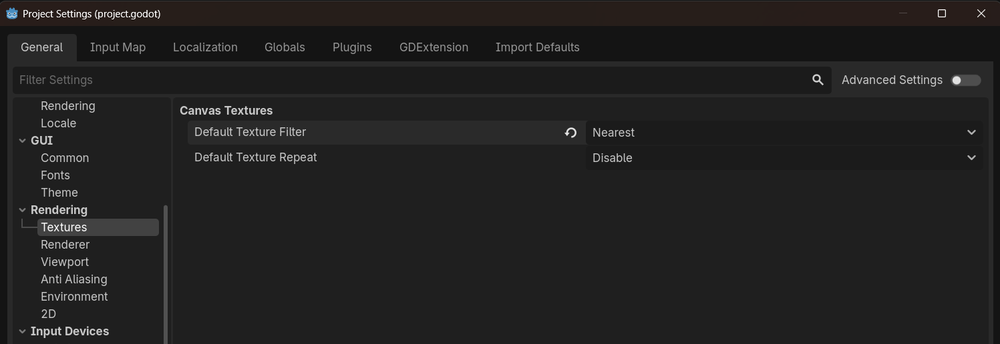 Project Settings (project.godot)
General Input Map Localization Globals Plugins GDExtension Import Defaults
Filter Settings Advanced Settings
Rendering
Locale
GUI
Common
Fonts
Theme
Rendering
Textures
Renderer
Viewport
Anti Aliasing
Environment
2D
Input Devices
Canvas Textures
Default Texture Filter Nearest
Default Texture Repeat Disable